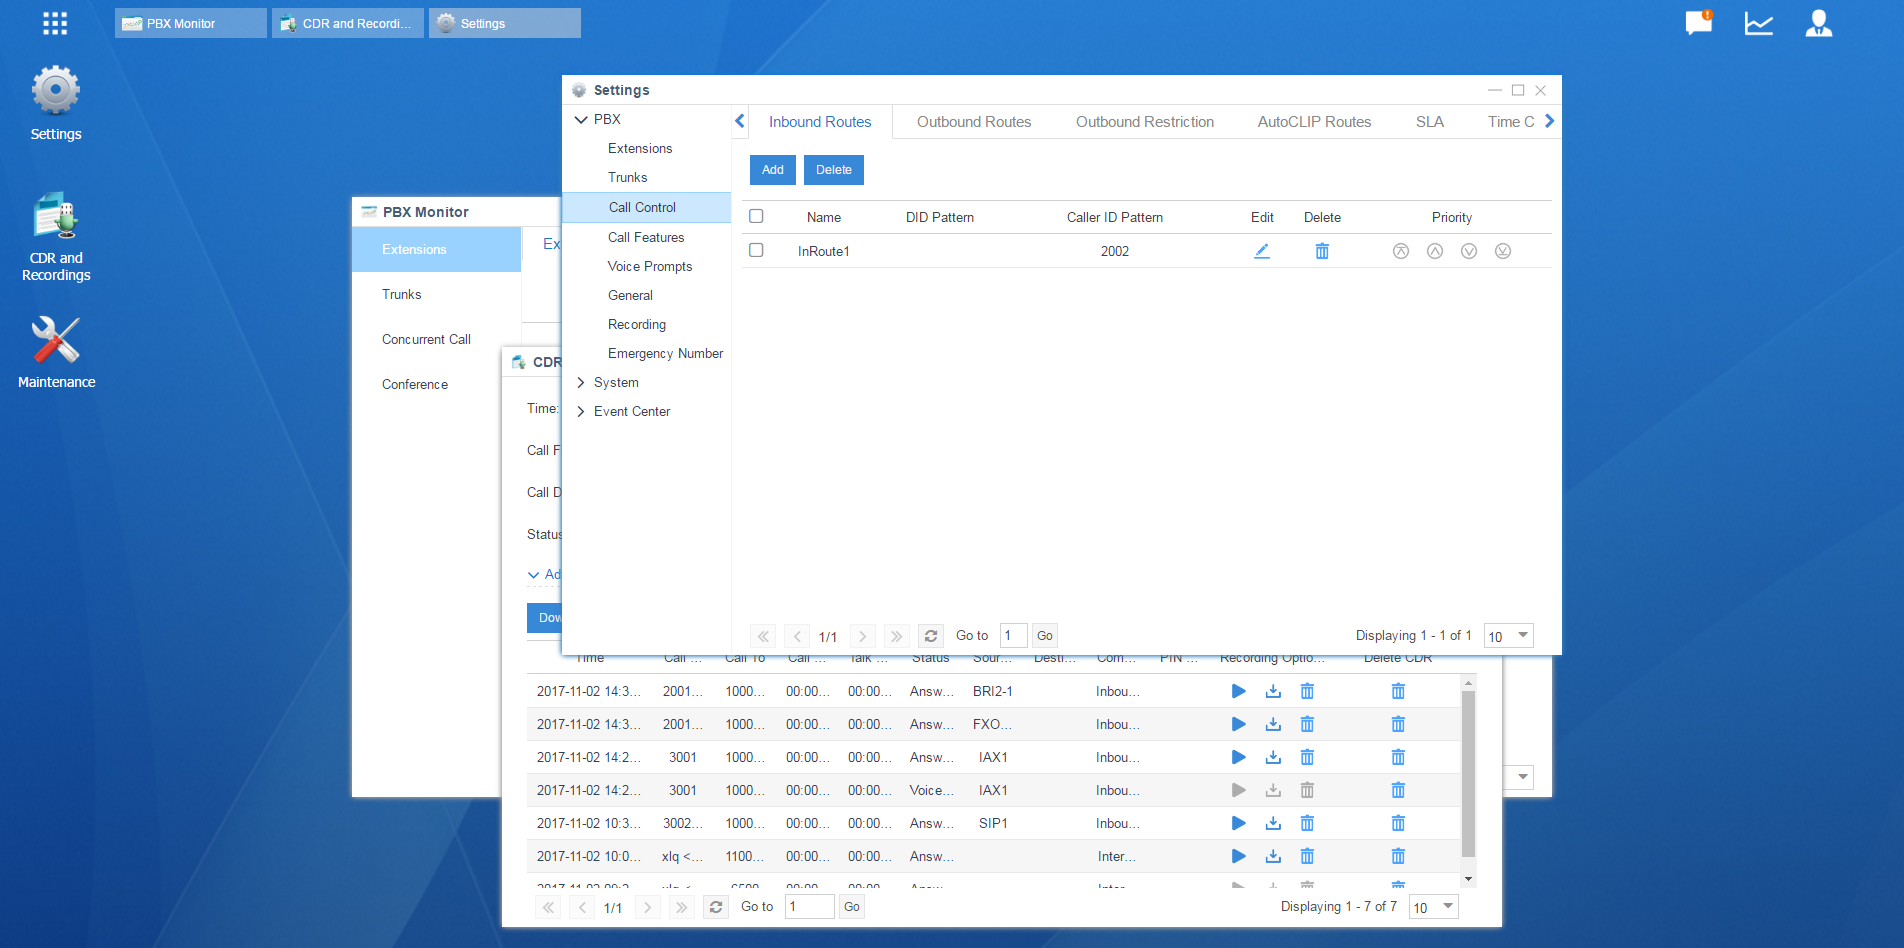 PBX Monitor
CDR and Recordi...
Settings
Settings
CDR and
Recordings
Maintenance
Settings
PBX
Extensions
Trunks
Call Control
Call Features
Voice Prompts
General
Recording
Emergency Number
System
Event Center
Inbound Routes
Outbound Routes
Outbound Restriction
AutoCLIP Routes
SLA
Time C
Add
Delete
Name DID Pattern Caller ID Pattern Edit Delete Priority
InRoute1 2002
1/1 Go to 1 Go
Displaying 1 - 1 of 1 10
PBX Monitor
Extensions
Trunks
Concurrent Call
Conference
Ex
CDR
Time:
Call F
Call D
Status
Ad
Dow
Time Call ... Call To Call ... Talk ... Status Sour... Desti... Com... PIN ... Recording Optio... Delete CDR
2017-11-02 14:3... 2001... 1000... 00:00... 00:00... Answ... BRI2-1 Inbou...
2017-11-02 14:3... 2001... 1000... 00:00... 00:00... Answ... FXO... Inbou...
2017-11-02 14:2... 3001 1000... 00:00... 00:00... Answ... IAX1 Inbou...
2017-11-02 14:2... 3001 1000... 00:00... 00:00... Voice... IAX1 Inbou...
2017-11-02 10:3... 3002... 1000... 00:00... 00:00... Answ... SIP1 Inbou...
2017-11-02 10:0... xlq <... 1100... 00:00... 00:00... Answ... Inter...
1/1 Go to 1 Go
Displaying 1 - 7 of 7 10